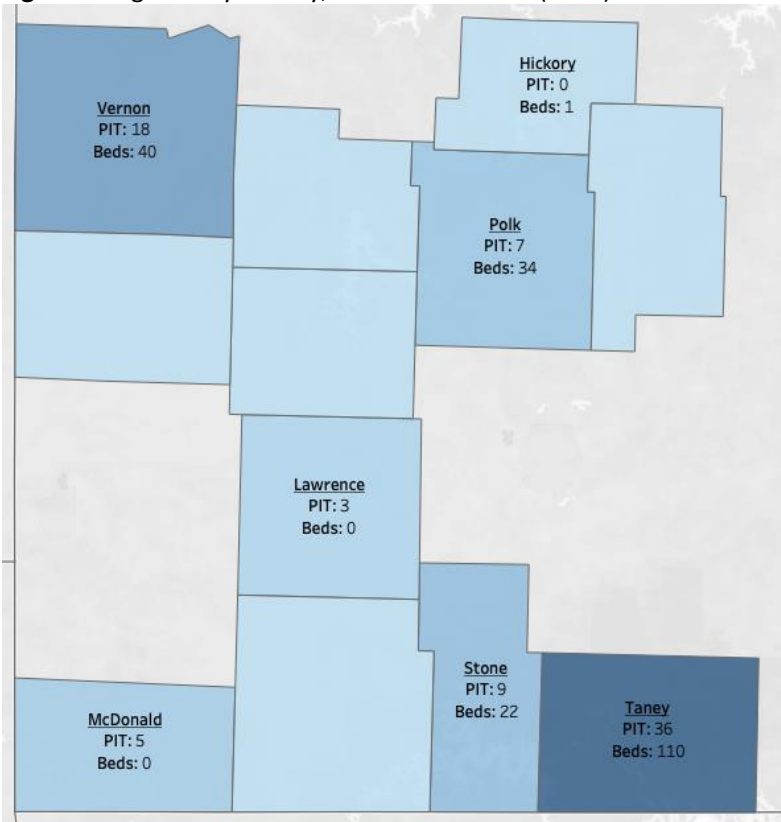 Hickory
PIT: 0
Beds: 1
Vernon
PIT: 18
Beds: 40
Polk
PIT: 7
Beds: 34
Lawrence
PIT: 3
Beds: 0
Stone
PIT: 9
Beds: 22
McDonald
PIT: 5
Beds: 0
Taney
PIT: 36
Beds: 110